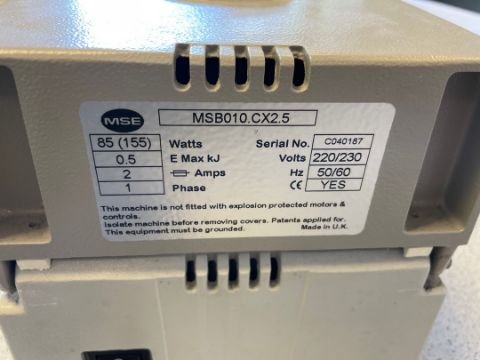 MSE MSB010.CX2.5
85 (155) Watts Serial No. C040187
0.5 E Max kJ Volts 220/230
2 Amps Hz 50/60
1 Phase CE YES
This machine is not fitted with explosion protected motors &
controls.
Isolate machine before removing covers. Patents applied for.
This equipment must be grounded. Made in U.K.